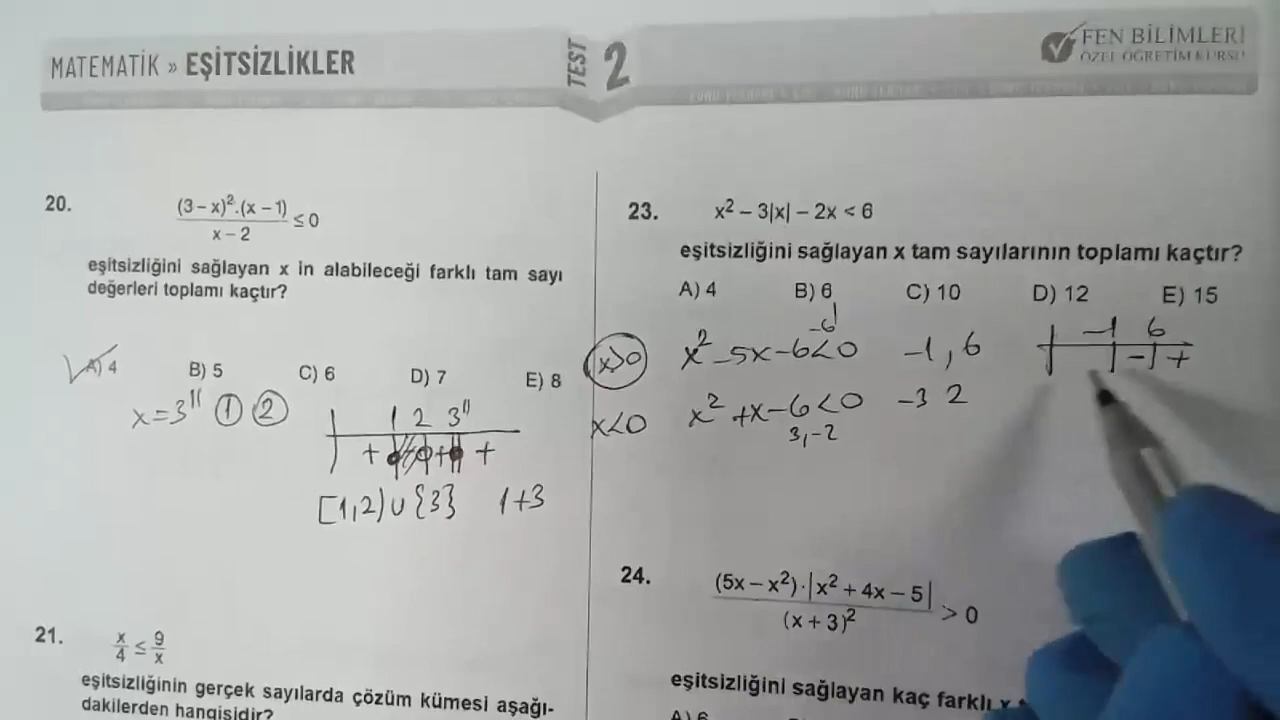 MATEMATİK » EŞİTSİZLİKLER
TEST 2
FEN BİLİMLERİ
ÖZEL ÖĞRETİM KURSU
20.
(3 – x)².(x – 1)
x – 2
≤ 0
eşitsizliğini sağlayan x in alabileceği farklı tam sayı
değerleri toplamı kaçtır?
A) 4 B) 5 C) 6 D) 7 E) 8
x = 3" 1 2
1 2 3"
+ + +
[1,2) ∪ {3} 1+3
21.
x/4 ≤ 9/x
eşitsizliğinin gerçek sayılarda çözüm kümesi aşağı-
dakilerden hangisidir?
23. x² – 3|x| – 2x < 6
eşitsizliğini sağlayan x tam sayılarının toplamı kaçtır?
A) 4 B) 6 C) 10 D) 12 E) 15
-6
x>0 x² -5x -6<0 -1, 6
-1 6
- +
x<0 x² +x -6<0 -3 2
3, -2
24.
(5x – x²)·|x² + 4x – 5|
(x + 3)²
> 0
eşitsizliğini sağlayan kaç farklı x
A) 6